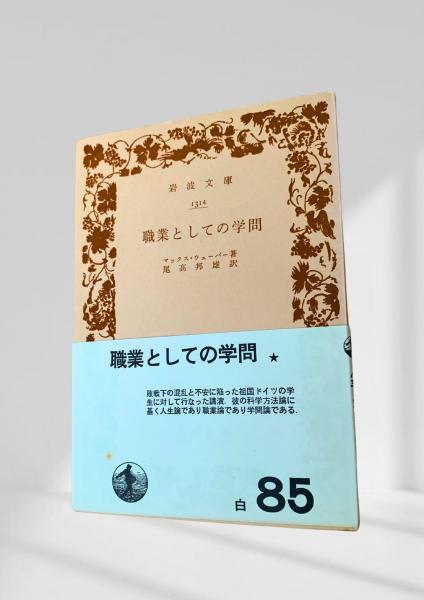 岩波文庫
1314
職業としての学問
マックス・ウェーバー著
尾高邦雄訳
職業としての学問 ★
敗戦下の混乱と不安に陥った祖国ドイツの学
生に対して行なった講演。彼の科学方法論に
基く人生論であり職業論であり学問論である.
白 85